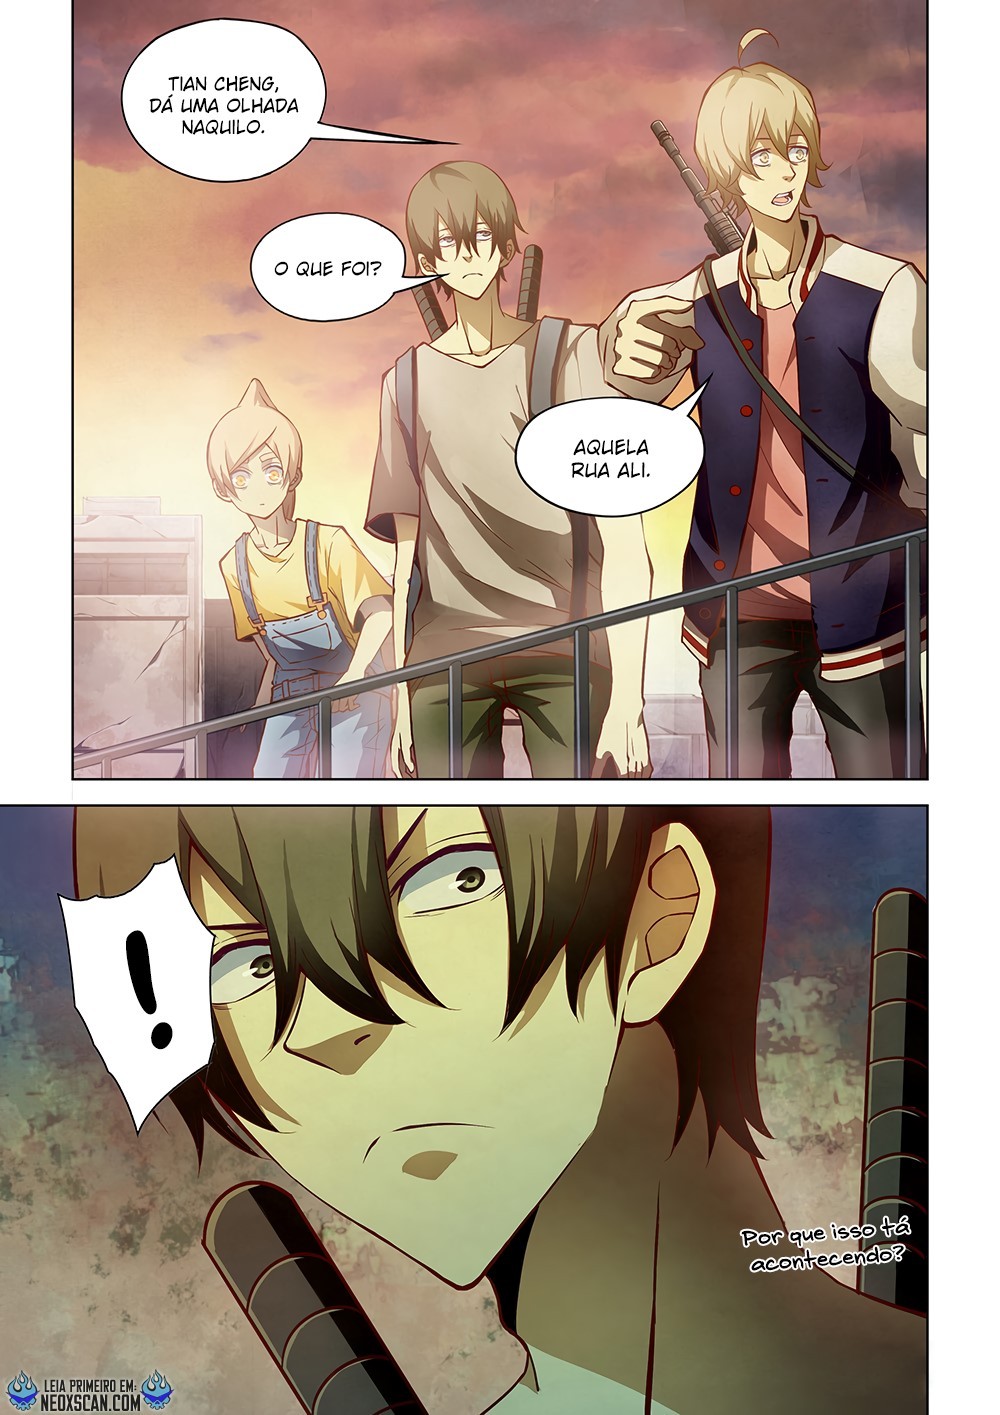 TIAN CHENG,
DÁ UMA OLHADA
NAQUILO.
O QUE FOI?
AQUELA
RUA ALI.
!
Por que isso tá
acontecendo?
LEIA PRIMEIRO EM:
NEOXSCAN.COM